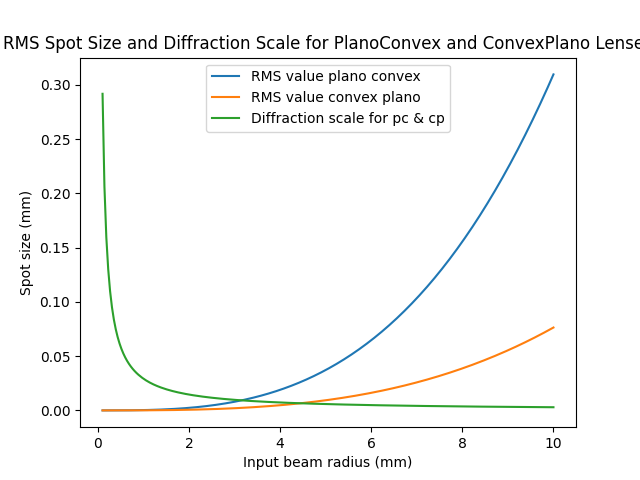 RMS Spot Size and Diffraction Scale for PlanoConvex and ConvexPlano Lense
RMS value plano convex
RMS value convex plano
Diffraction scale for pc & cp
Spot size (mm)
0.30
0.25
0.20
0.15
0.10
0.05
0.00
0 2 4 6 8 10
Input beam radius (mm)